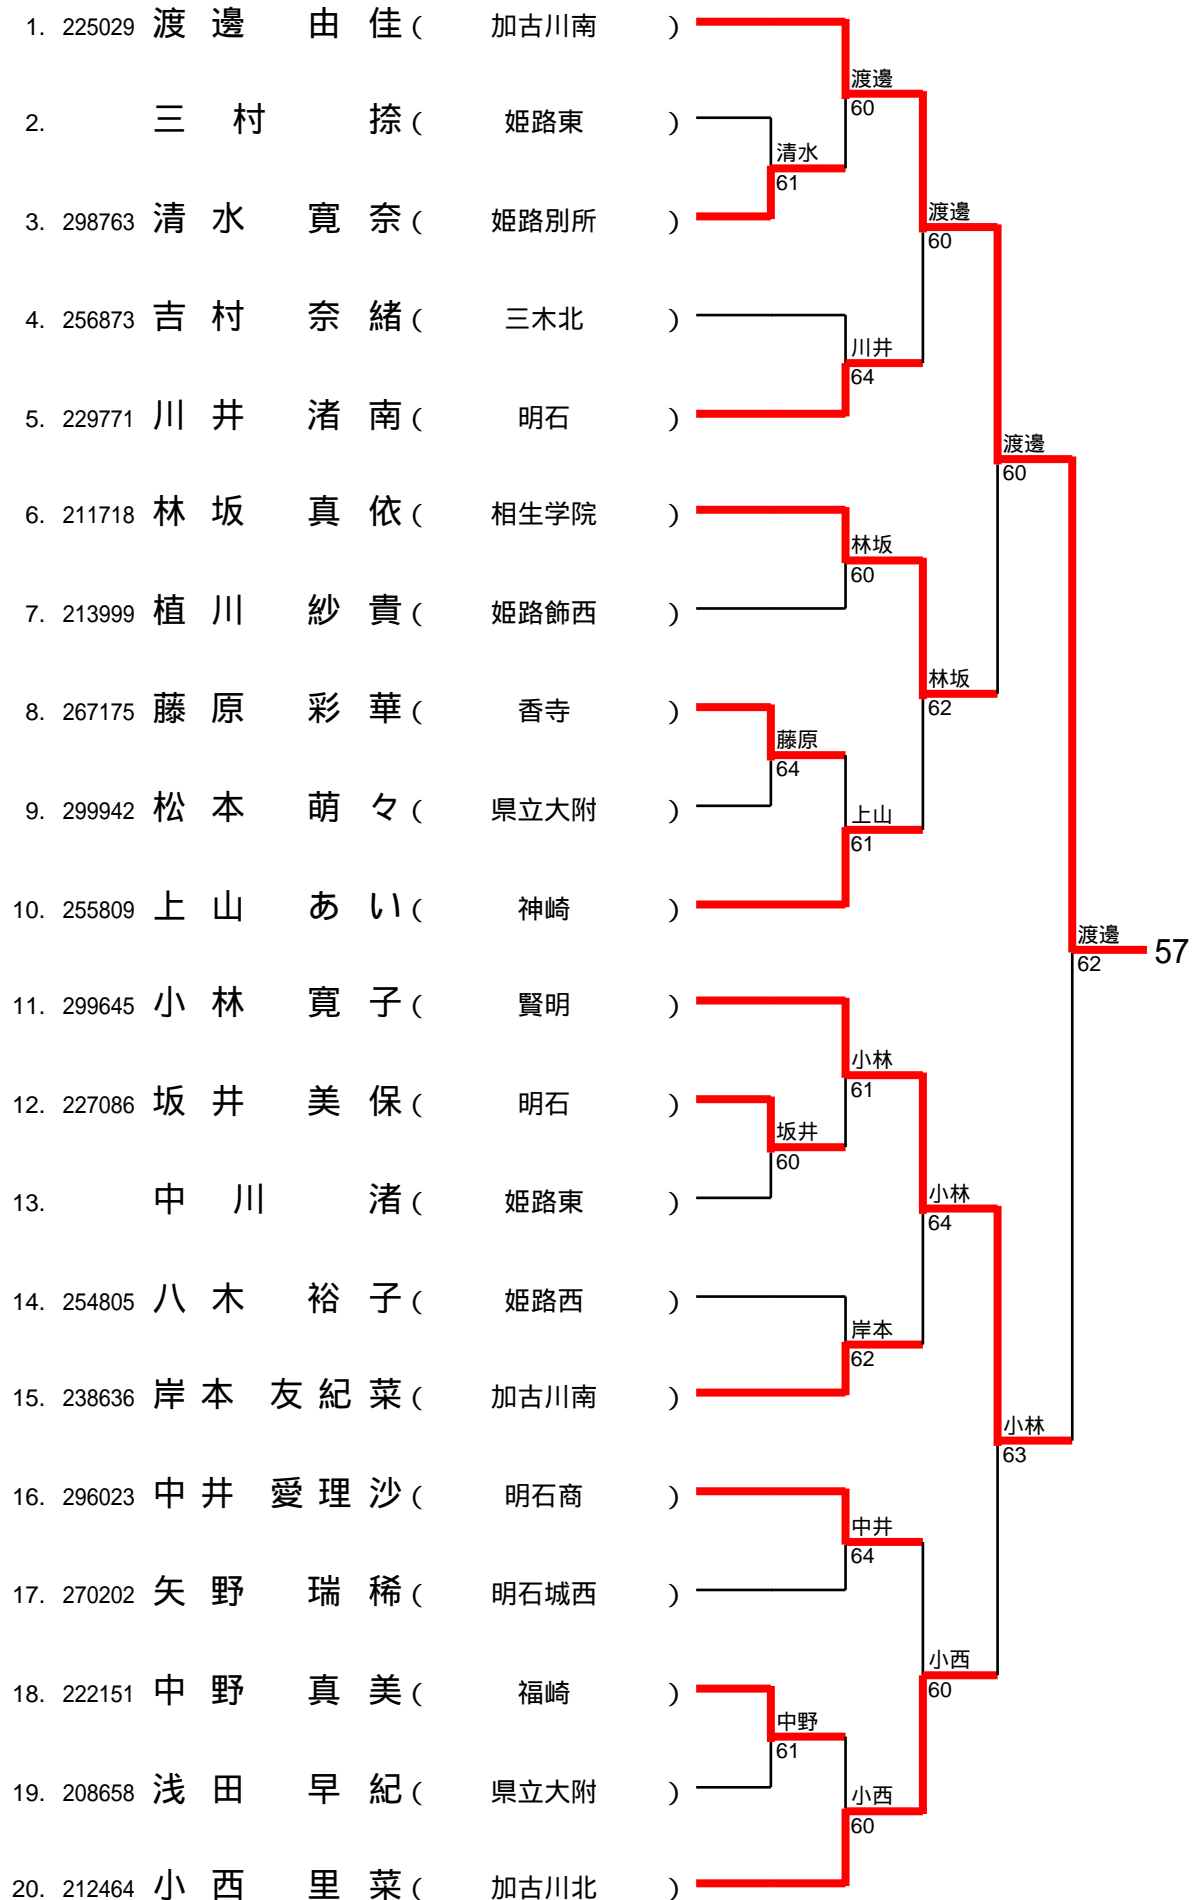 1. 225029 渡邊 由佳( 加古川南 )
渡邊
60
2. 三村 捺( 姫路東 )
清水
61
3. 298763 清水 寛奈( 姫路別所 )
渡邊
60
4. 256873 吉村 奈緒( 三木北 )
川井
64
5. 229771 川井 渚南( 明石 )
渡邊
60
6. 211718 林坂 真依( 相生学院 )
林坂
60
7. 213999 植川 紗貴( 姫路飾西 )
林坂
62
8. 267175 藤原 彩華( 香寺 )
藤原
64
9. 299942 松本 萌々( 県立大附 )
上山
61
10. 255809 上山 あい( 神崎 )
渡邊
62
57
11. 299645 小林 寛子( 賢明 )
小林
61
12. 227086 坂井 美保( 明石 )
坂井
60
13. 中川 渚( 姫路東 )
小林
64
14. 254805 八木 裕子( 姫路西 )
岸本
62
15. 238636 岸本 友紀菜( 加古川南 )
小林
63
16. 296023 中井 愛理沙( 明石商 )
中井
64
17. 270202 矢野 瑞稀( 明石城西 )
小西
60
18. 222151 中野 真美( 福崎 )
中野
61
19. 208658 浅田 早紀( 県立大附 )
小西
60
20. 212464 小西 里菜( 加古川北 )